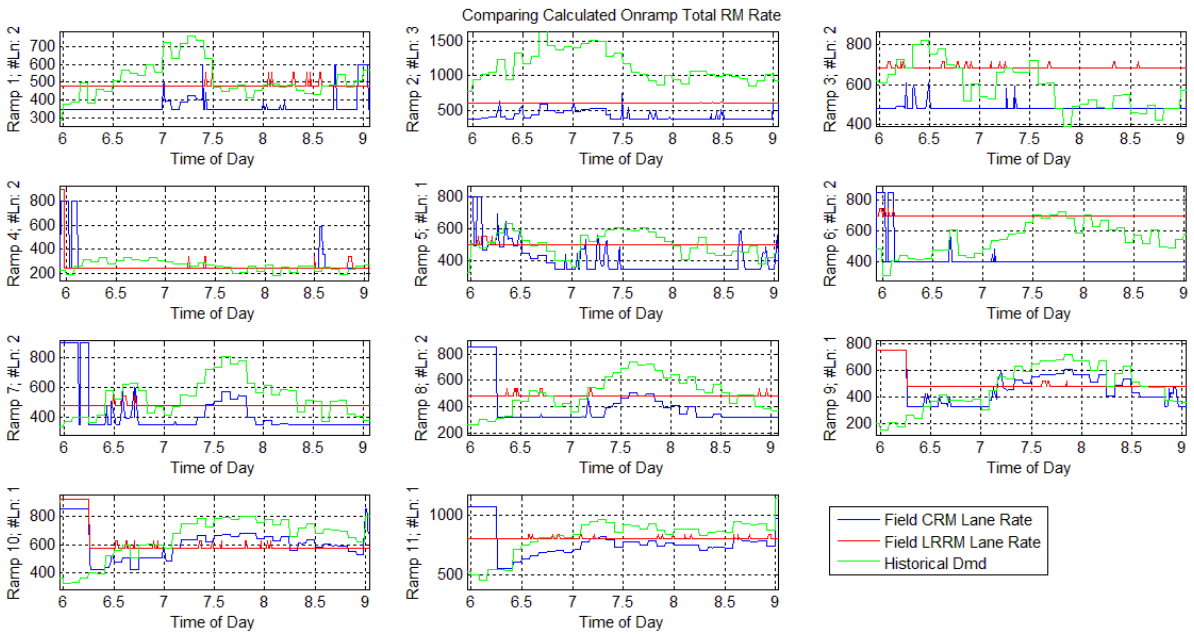 Comparing Calculated Onramp Total RM Rate
Ramp 1, #Ln: 2
700
600
500
400
300
6 6.5 7 7.5 8 8.5 9
Time of Day
Ramp 2, #Ln: 3
1500
1000
500
6 6.5 7 7.5 8 8.5 9
Time of Day
Ramp 3, #Ln: 2
800
600
400
6 6.5 7 7.5 8 8.5 9
Time of Day
Ramp 4; #Ln: 2
800
600
400
200
6 6.5 7 7.5 8 8.5 9
Time of Day
Ramp 5; #Ln: 1
800
600
400
6 6.5 7 7.5 8 8.5 9
Time of Day
Ramp 6; #Ln: 2
800
600
400
6 6.5 7 7.5 8 8.5 9
Time of Day
Ramp 7; #Ln: 2
800
600
400
6 6.5 7 7.5 8 8.5 9
Time of Day
Ramp 8; #Ln: 2
800
600
400
200
6 6.5 7 7.5 8 8.5 9
Time of Day
Ramp 9; #Ln: 1
800
600
400
200
6 6.5 7 7.5 8 8.5 9
Time of Day
Ramp 10; #Ln: 1
800
600
400
6 6.5 7 7.5 8 8.5 9
Time of Day
Ramp 11; #Ln: 1
1000
500
6 6.5 7 7.5 8 8.5 9
Time of Day
Field CRM Lane Rate
Field LRRM Lane Rate
Historical Dmd